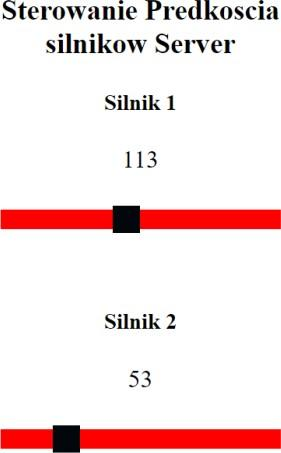 Sterowanie Predkoscia
silnikow Server
Silnik 1
113
Silnik 2
53